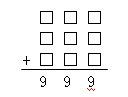 □ □ □
□ □ □
+ □ □ □
9 9 9